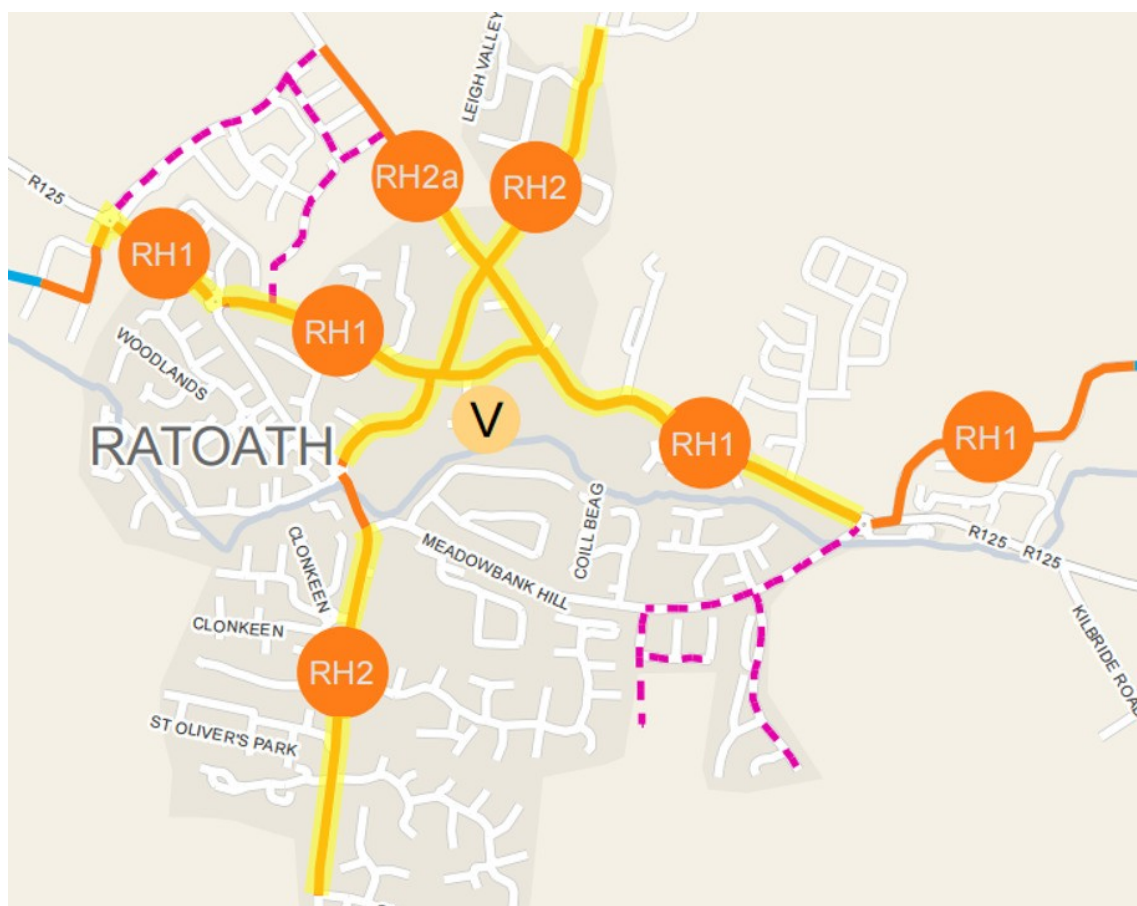 LEIGH VALLEY
RH2a
RH2
R125
RH1
RH1
WOODLANDS
V
RATOATH
RH1
RH1
COILL BEAG
CLONKEEN
MEADOWBANK HILL
R125
R125
CLONKEEN
KILBRIDE ROAD
RH2
ST OLIVER'S PARK